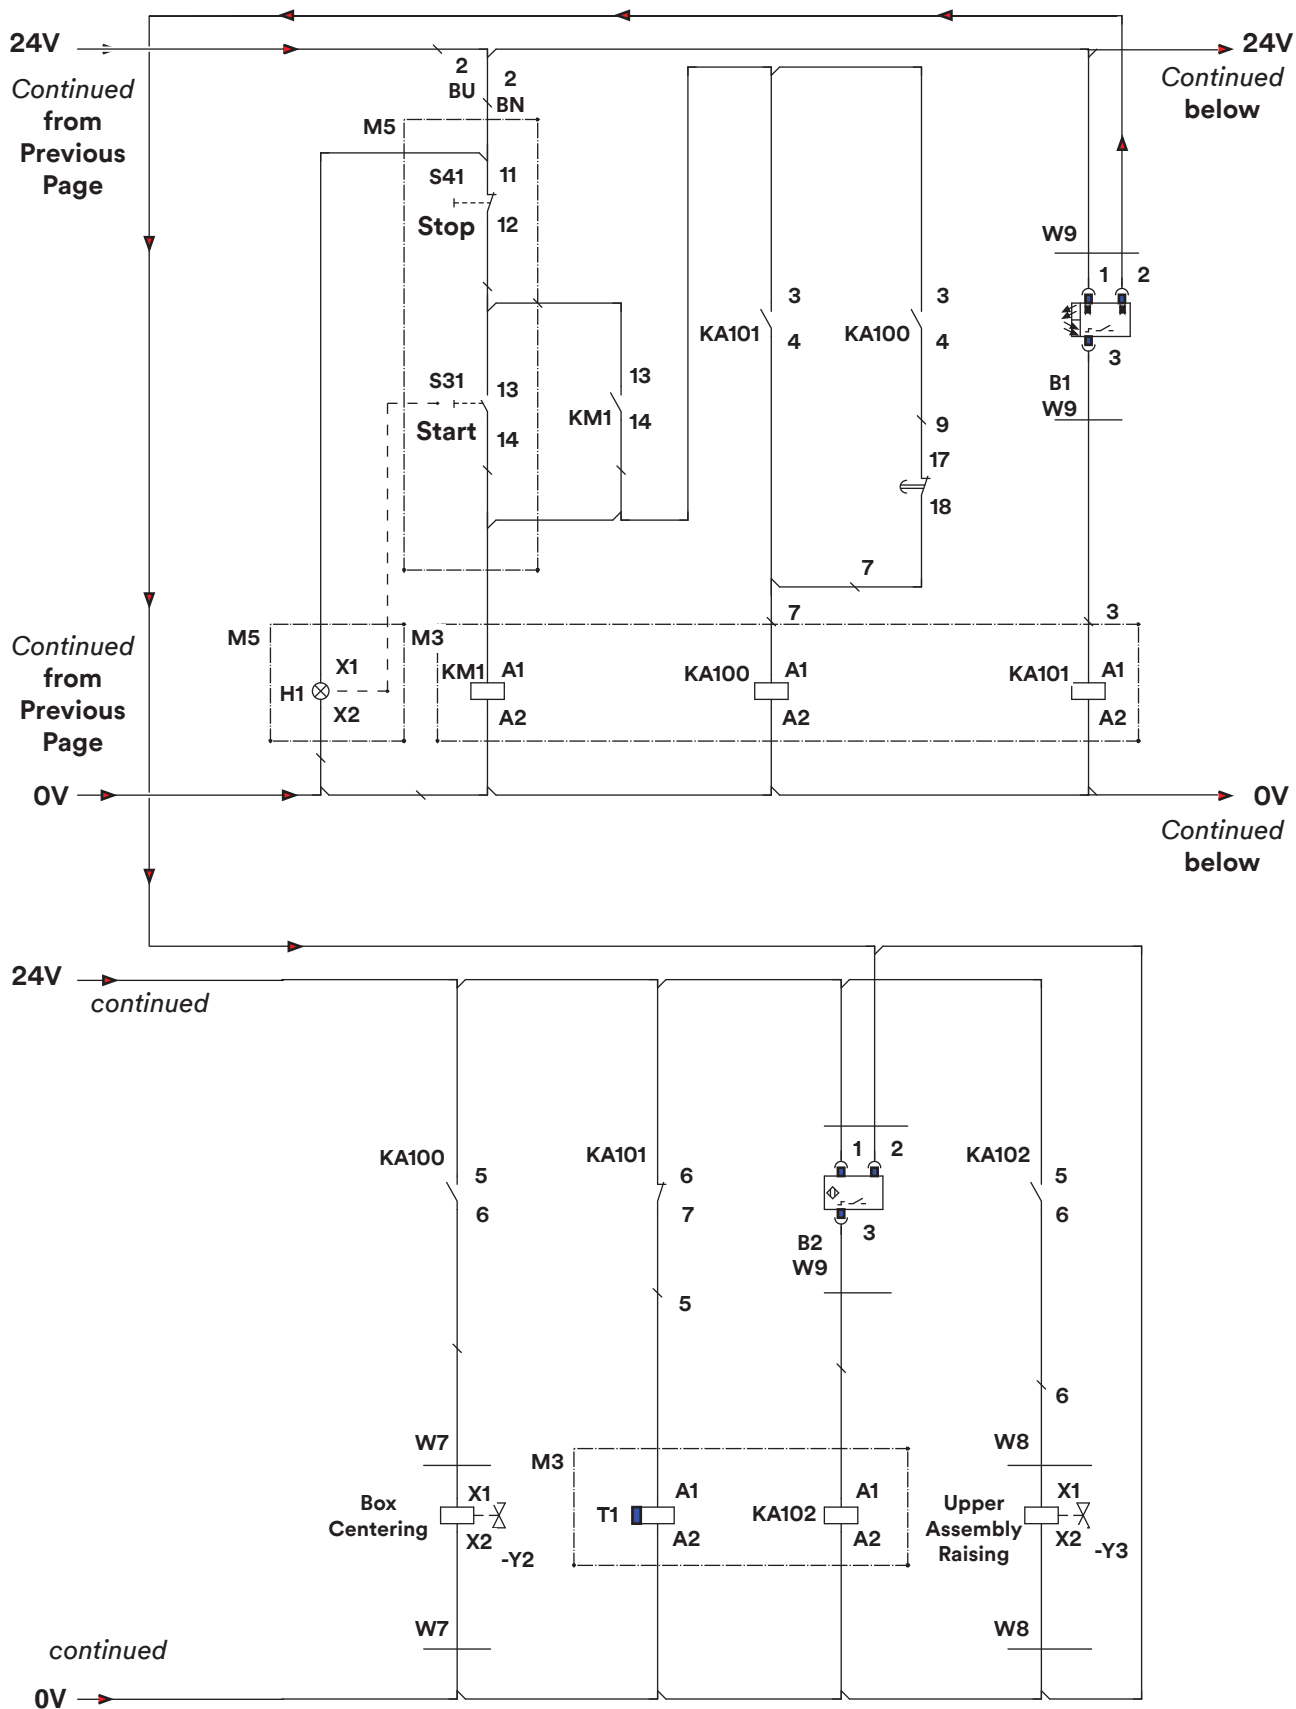 24V
24V
Continued
from
Previous
Page
Continued
below
2
BU
2
BN
M5
S41
11
Stop
12
W9
1
2
3
KA101
4
3
KA100
4
3
B1
W9
S31
13
Start
14
13
KM1
14
9
17
18
7
7
3
Continued
from
Previous
Page
M5
X1
H1
X2
M3
KM1
A1
A2
KA100
A1
A2
KA101
A1
A2
0V
0V
Continued
below
24V
continued
KA100
5
6
KA101
6
7
1
2
KA102
5
6
3
B2
W9
5
6
W7
W8
M3
Box
Centering
X1
X2
-Y2
T1
A1
A2
KA102
A1
A2
Upper
Assembly
Raising
X1
X2
-Y3
W7
W8
continued
0V